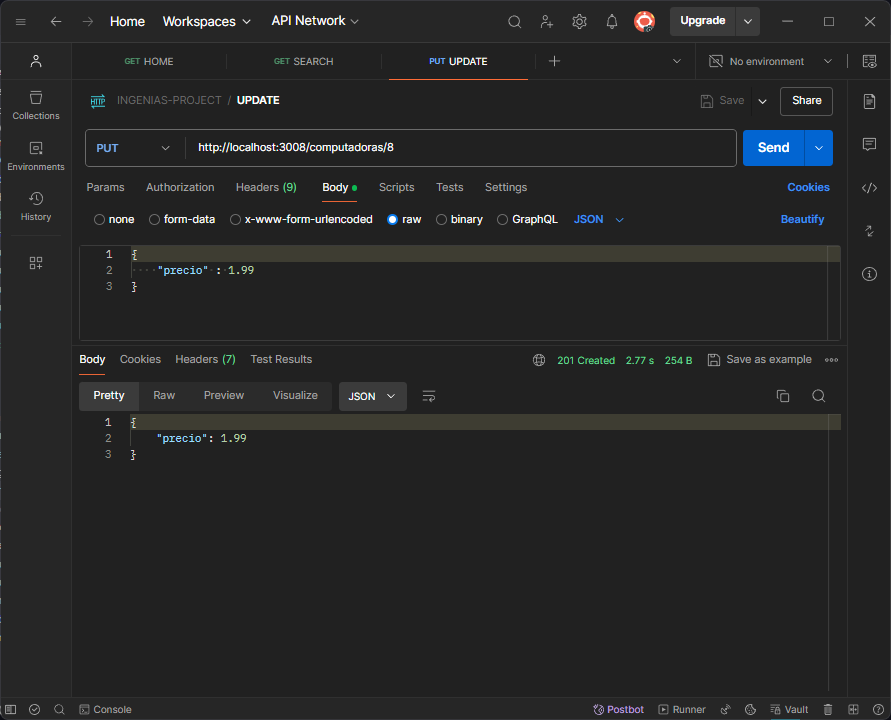 Home Workspaces API Network Upgrade
GET HOME GET SEARCH PUT UPDATE No environment
HTTP INGENIAS-PROJECT / UPDATE Save Share
Collections
Environments
History
PUT http://localhost:3008/computadoras/8 Send
Params Authorization Headers (9) Body Scripts Tests Settings Cookies
none form-data x-www-form-urlencoded raw binary GraphQL JSON Beautify
1 {
2 "precio" : 1.99
3 }
Body Cookies Headers (7) Test Results 201 Created 2.77 s 254 B Save as example
Pretty Raw Preview Visualize JSON
1 {
2 "precio": 1.99
3 }
Console Postbot Runner Vault